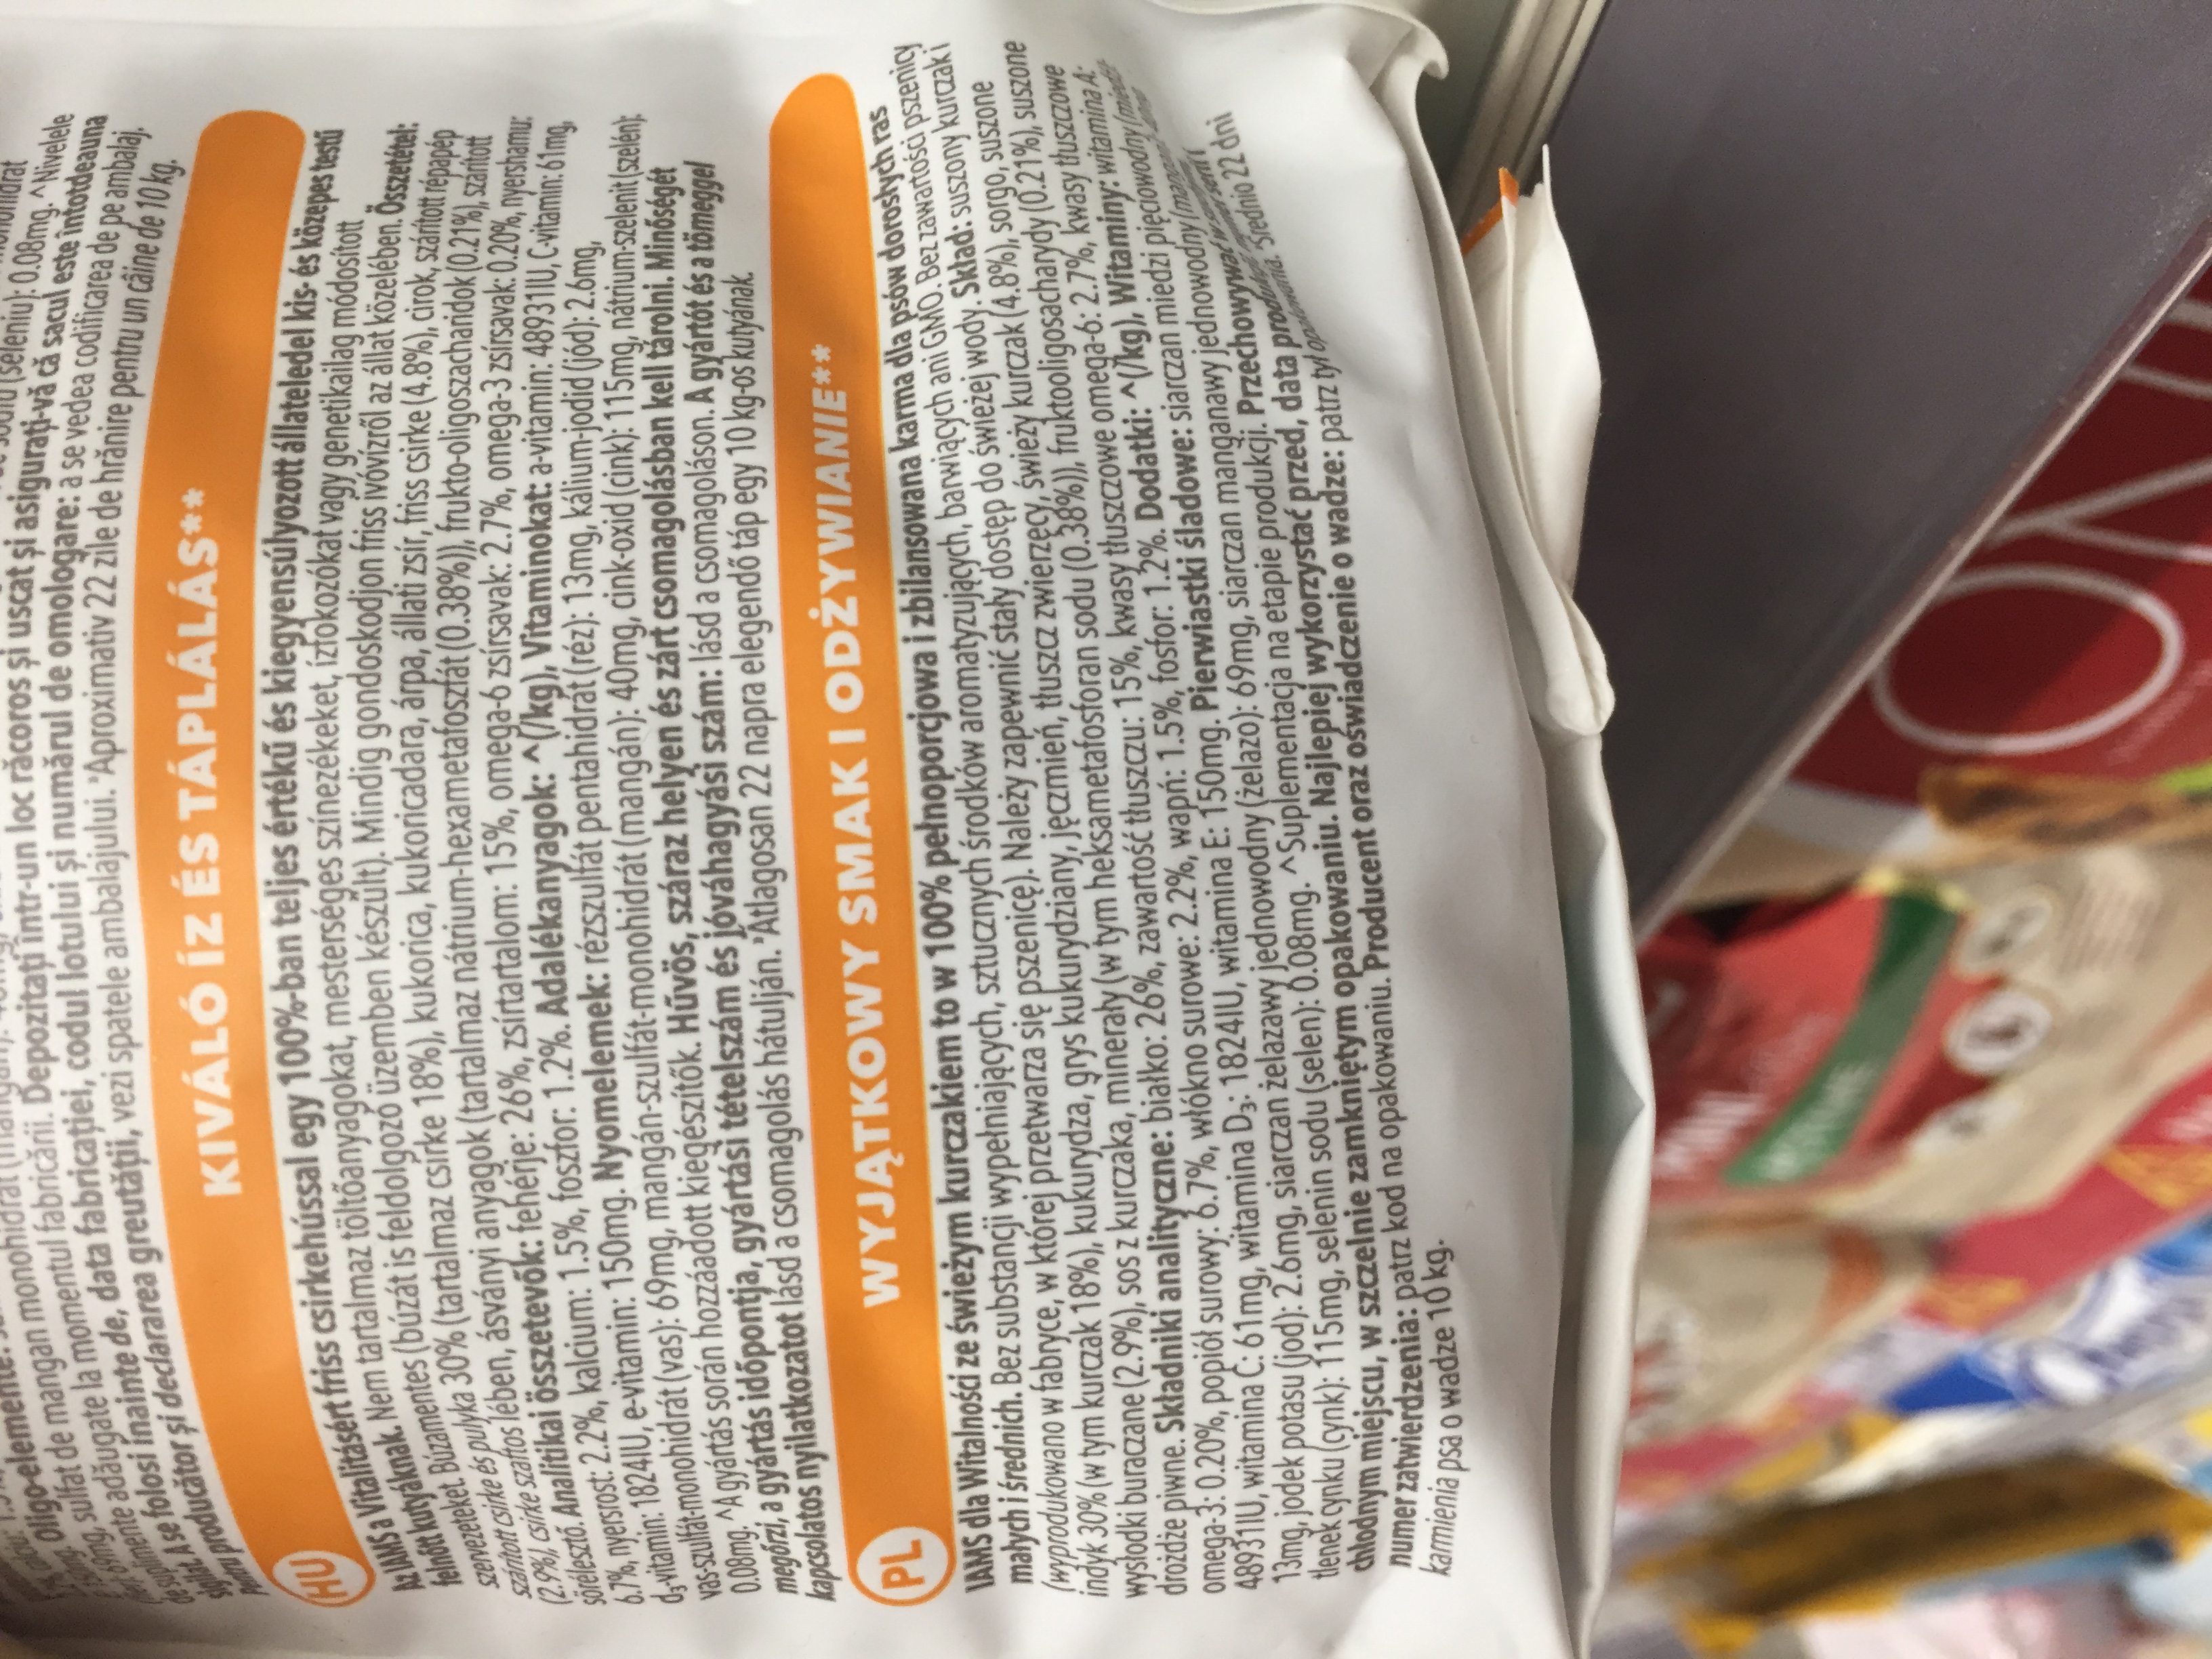 calciu: 1.5%
150mg. Oligo-elemente:
(fier): 69mg, sulfat de mangan monohidrat (mangan): 40mg, sodiu (seleniu): 0.08mg. ^Nivelele
de suplimente adăugate la momentul fabricării. Depozitați într-un loc răcoros și uscat și asigurați-vă că sacul este întotdeauna
sigilat. A se folosi înainte de, data fabricației, codul lotului și numărul de omologare: a se vedea codificarea de pe ambalaj.
Pentru producător și declararea greutății, vezi spatele ambalajului. *Aproximativ 22 zile de hrănire pentru un câine de 10 kg.
HU
KIVÁLÓ ÍZ ÉS TÁPLÁLÁS**
Az IAMS a Vitalitásért friss csirkehússal egy 100%-ban teljes értékű és kiegyensúlyozott állateledel kis- és közepes testű
felnőtt kutyáknak. Nem tartalmaz töltőanyagokat, mesterséges színezékeket, ízfokozókat vagy genetikailag módosított
szervezeteket. Búzamentes (búzát is feldolgozó üzemben készült). Mindig gondoskodjon friss ivóvízről az állat közelében. Összetétel:
szárított csirke és pulyka 30% (tartalmaz csirke 18%), kukorica, kukoricadara, árpa, állati zsír, friss csirke (4.8%), cirok, szárított répapép
(2.9%), csirke szaftos lében, ásványi anyagok (tartalmaz nátrium-hexametafoszfát (0.38%)), frukto-oligoszacharidok (0.21%), szárított
sörélesztő. Analitikai összetevők: fehérje: 26%, zsírtartalom: 15%, omega-6 zsírsavak: 2.7%, omega-3 zsírsavak: 0.20%, nyershamu:
6.7%, nyersrost: 2.2%, kalcium: 1.5%, foszfor: 1.2%. Adalékanyagok: ^(/kg), Vitaminokat: a-vitamin: 48931IU, C-vitamin: 61mg,
d₃-vitamin: 1824IU, e-vitamin: 150mg. Nyomelemek: rézszulfát pentahidrát (réz): 13mg, kálium-jodid (jód): 2.6mg,
vas-szulfát-monohidrát (vas): 69mg, mangán-szulfát-monohidrát (mangán): 40mg, cink-oxid (cink): 115mg, nátrium-szelenit (szelén):
0.08mg. ^A gyártás során hozzáadott kiegészítők. Hűvös, száraz helyen és zárt csomagolásban kell tárolni. Minőségét
megőrzi, a gyártás időpontja, gyártási tételszám és jóváhagyási szám: lásd a csomagoláson. A gyártót és a tömeggel
kapcsolatos nyilatkozatot lásd a csomagolás hátulján. *Átlagosan 22 napra elegendő táp egy 10 kg-os kutyának.
PL
WYJĄTKOWY SMAK I ODŻYWIANIE**
IAMS dla Witalności ze świeżym kurczakiem to w 100% pełnoporcjowa i zbilansowana karma dla psów dorosłych ras
małych i średnich. Bez substancji wypełniających, sztucznych środków aromatyzujących, barwiących ani GMO. Bez zawartości pszenicy
(wyprodukowano w fabryce, w której przetwarza się pszenicę). Należy zapewnić stały dostęp do świeżej wody. Skład: suszony kurczak i
indyk 30% (w tym kurczak 18%), kukurydza, grys kukurydziany, jęczmień, tłuszcz zwierzęcy, świeży kurczak (4.8%), sorgo, suszone
wysłodki buraczane (2.9%), sos z kurczaka, minerały (w tym heksametafosforan sodu (0.38%)), fruktooligosacharydy (0.21%), suszone
drożdże piwne. Składniki analityczne: białko: 26%, zawartość tłuszczu: 15%, kwasy tłuszczowe omega-6: 2.7%, kwasy tłuszczowe
omega-3: 0.20%, popiół surowy: 6.7%, włókno surowe: 2.2%, wapń: 1.5%, fosfor: 1.2%. Dodatki: ^(/kg), Witaminy: witamina A:
48931IU, witamina C: 61mg, witamina D₃: 1824IU, witamina E: 150mg. Pierwiastki śladowe: siarczan miedzi pięciowodny (miedź):
13mg, jodek potasu (jod): 2.6mg, siarczan żelazawy jednowodny (żelazo): 69mg, siarczan manganawy jednowodny (mangan): 40mg
tlenek cynku (cynk): 115mg, selenin sodu (selen): 0.08mg. ^Suplementacja na etapie produkcji. Przechowywać w suchym
chłodnym miejscu, w szczelnie zamkniętym opakowaniu. Najlepiej wykorzystać przed, data produkcji, numer serii
numer zatwierdzenia: patrz kod na opakowaniu. Producent oraz oświadczenie o wadze: patrz tył opakowania. *Średnio 22 dni
karmienia psa o wadze 10 kg.